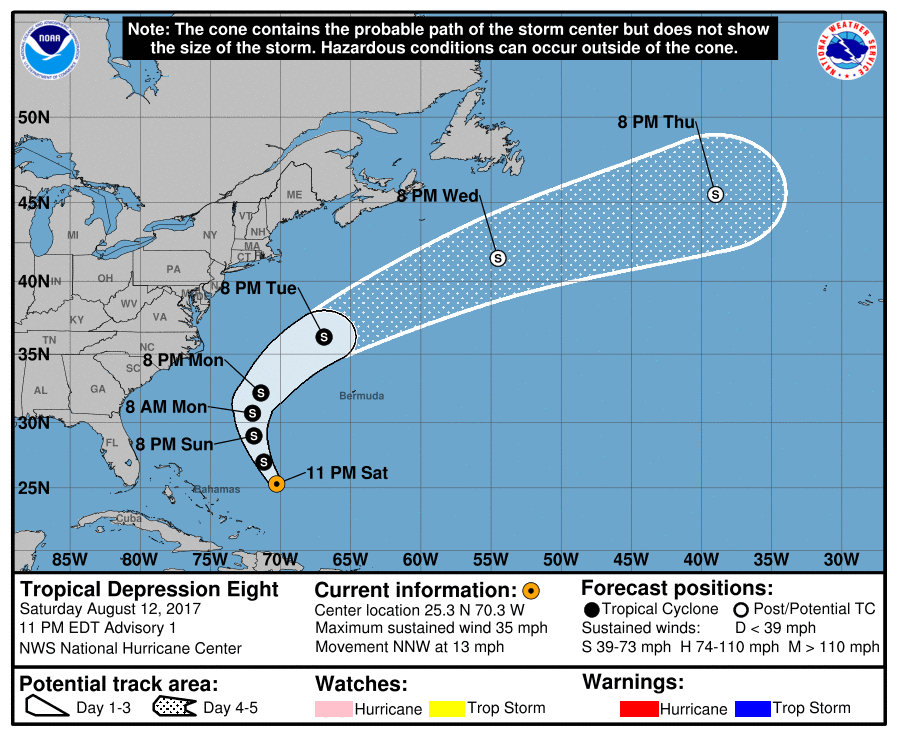 Note: The cone contains the probable path of the storm center but does not show
the size of the storm. Hazardous conditions can occur outside of the cone.
NOAA
NATIONAL WEATHER SERVICE
50N
8 PM Thu
45N
ME
8 PM Wed
VT
NH
MI
NY
MA
CT
40N
IN
OH
PA
8 PM Tue
WV
KY
VA
35N
TN
NC
8 PM Mon
SC
AL
GA
8 AM Mon
Bermuda
30N
FL
8 PM Sun
11 PM Sat
25N
Bahamas
Cuba
S
S
S
S
S
S
S
85W 80W 75W 70W 65W 60W 55W 50W 45W 40W 35W 30W
Tropical Depression Eight
Saturday August 12, 2017
11 PM EDT Advisory 1
NWS National Hurricane Center
Current information:
Center location 25.3 N 70.3 W
Maximum sustained wind 35 mph
Movement NNW at 13 mph
Forecast positions:
Tropical Cyclone Post/Potential TC
Sustained winds: D < 39 mph
S 39-73 mph H 74-110 mph M > 110 mph
Potential track area:
Day 1-3 Day 4-5
Watches:
Hurricane Trop Storm
Warnings:
Hurricane Trop Storm